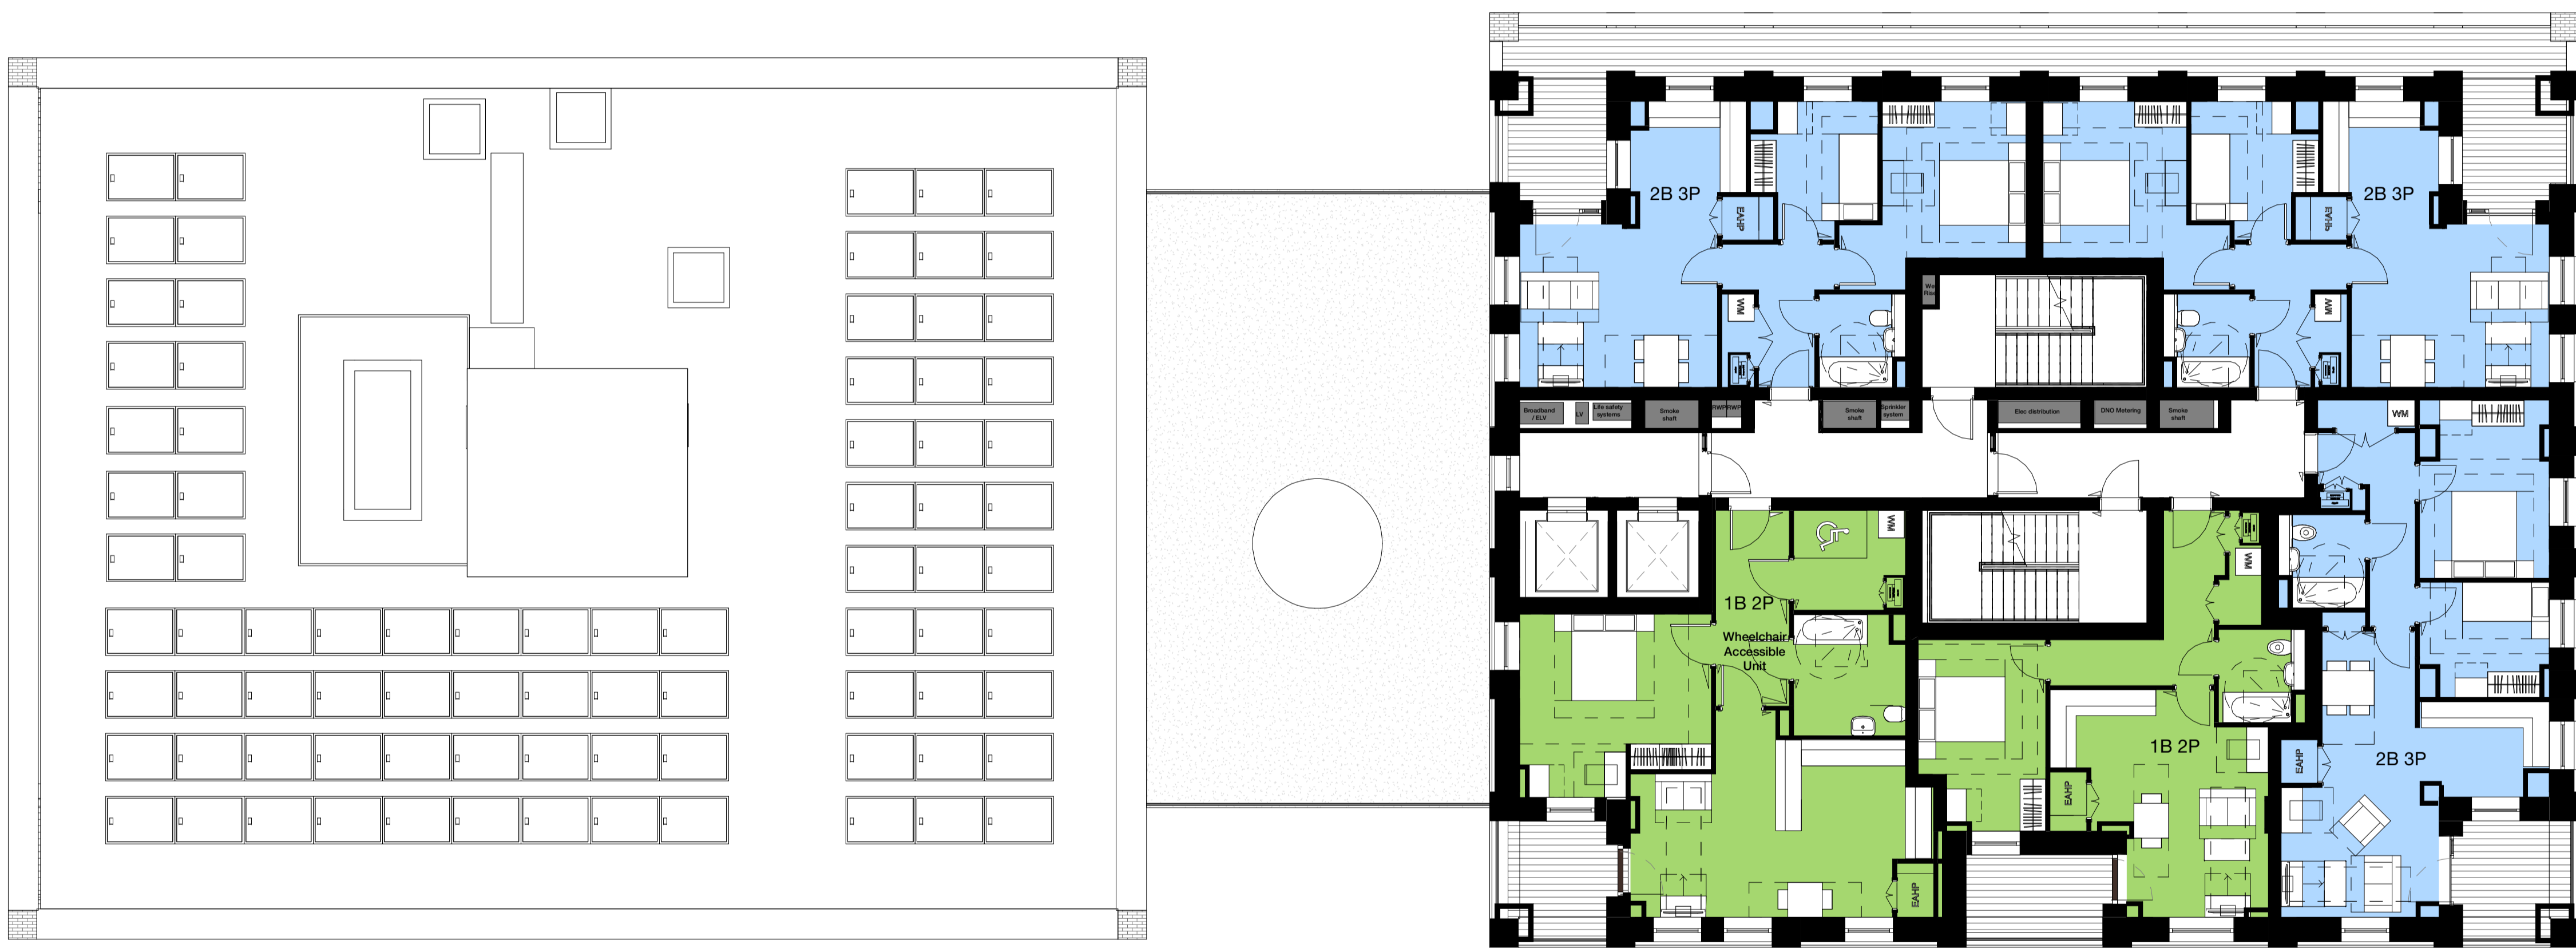 2B 3P
2B 3P
EAHP
EAHP
WM
WM
Broadband
/ ELV
LV
Life safety
systems
Smoke
shaft
RWP
RWP
Smoke
shaft
Sprinkler
system
Elec distribution
DNO Metering
Smoke
shaft
WM
WM
WM
1B 2P
Wheelchair
Accessible
Unit
1B 2P
2B 3P
EAHP
EAHP
EAHP